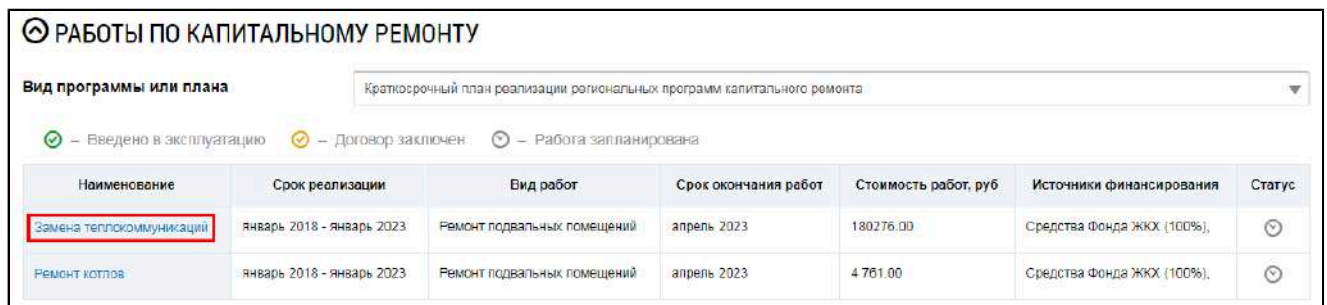 РАБОТЫ ПО КАПИТАЛЬНОМУ РЕМОНТУ
Вид программы или плана Краткосрочный план реализации региональных программ капитального ремонта
– Введено в эксплуатацию – Договор заключен – Работа запланирована
Наименование Срок реализации Вид работ Срок окончания работ Стоимость работ, руб Источники финансирования Статус
Замена теплокоммуникаций январь 2018 - январь 2023 Ремонт подвальных помещений апрель 2023 180276.00 Средства Фонда ЖКХ (100%),
Ремонт котлов январь 2018 - январь 2023 Ремонт подвальных помещений апрель 2023 4 761.00 Средства Фонда ЖКХ (100%),